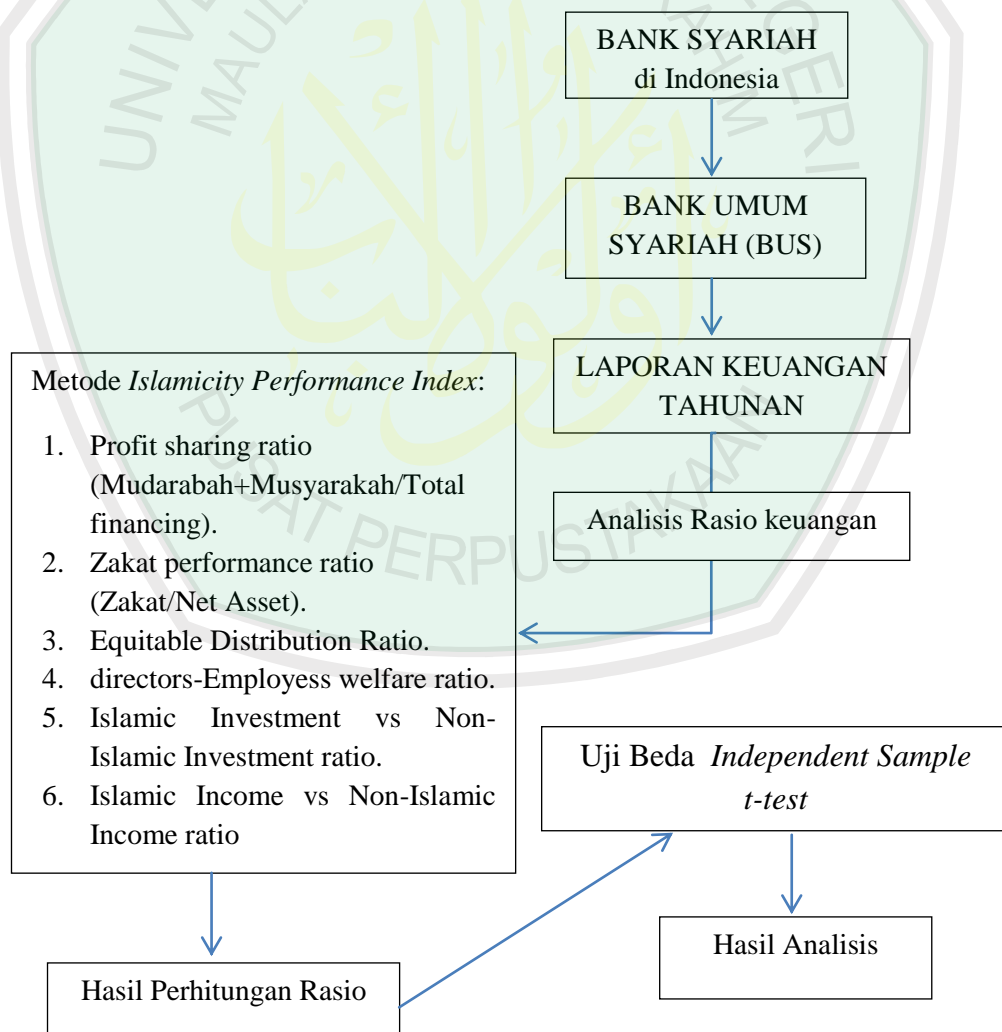 BANK SYARIAH
di Indonesia
BANK UMUM
SYARIAH (BUS)
LAPORAN KEUANGAN
TAHUNAN
Analisis Rasio keuangan
Metode Islamicity Performance Index:
1. Profit sharing ratio
(Mudarabah+Musyarakah/Total
financing).
2. Zakat performance ratio
(Zakat/Net Asset).
3. Equitable Distribution Ratio.
4. directors-Employess welfare ratio.
5. Islamic Investment vs Non-
Islamic Investment ratio.
6. Islamic Income vs Non-Islamic
Income ratio
Hasil Perhitungan Rasio
Uji Beda Independent Sample
t-test
Hasil Analisis
PUSAT PERPUSTAKAAN